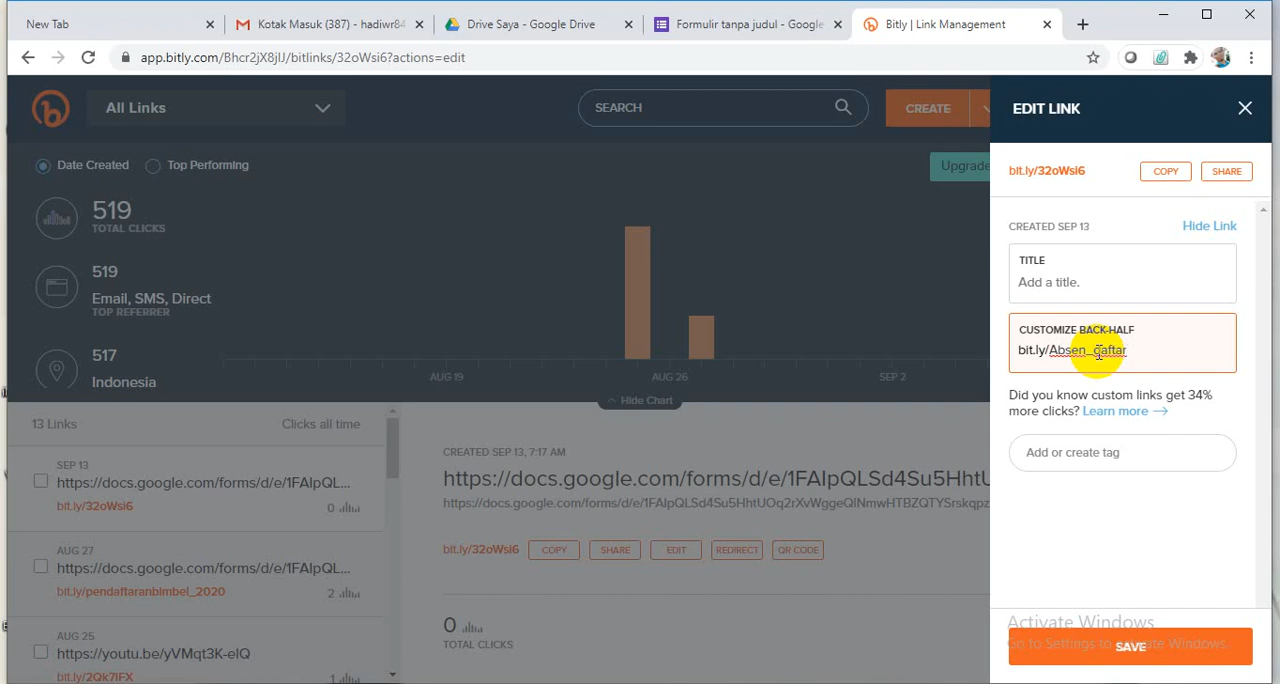 New Tab
Kotak Masuk (387) - hadiwr84
Drive Saya - Google Drive
Formulir tanpa judul - Google
Bitly | Link Management
app.bitly.com/Bhcr2jX8jlJ/bitlinks/32oWsi6?actions=edit
All Links
SEARCH
CREATE
EDIT LINK
Date Created
Top Performing
Upgrade
bit.ly/32oWsi6
COPY
SHARE
519
TOTAL CLICKS
CREATED SEP 13
Hide Link
TITLE
Add a title.
519
Email, SMS, Direct
TOP REFERRER
CUSTOMIZE BACK-HALF
bit.ly/Absen_daftar
517
Indonesia
AUG 19
AUG 26
SEP 2
Hide Chart
Did you know custom links get 34%
more clicks? Learn more
Add or create tag
13 Links
Clicks all time
SEP 13
https://docs.google.com/forms/d/e/1FAIpQL...
bit.ly/32oWsi6
0
AUG 27
https://docs.google.com/forms/d/e/1FAIpQL...
bit.ly/pendaftaranbimbel_2020
2
AUG 25
https://youtu.be/yVMqt3K-eIQ
bit.ly/2Qk7IFX
1
CREATED SEP 13, 7:17 AM
https://docs.google.com/forms/d/e/1FAIpQLSd4Su5HhtU
https://docs.google.com/forms/d/e/1FAIpQLSd4Su5HhtUOq2rXvWggeQINmwHTBZQTYSrskqpz
bit.ly/32oWsi6
COPY
SHARE
EDIT
REDIRECT
QR CODE
0
TOTAL CLICKS
Activate Windows
Go to Settings to activate Windows.
SAVE